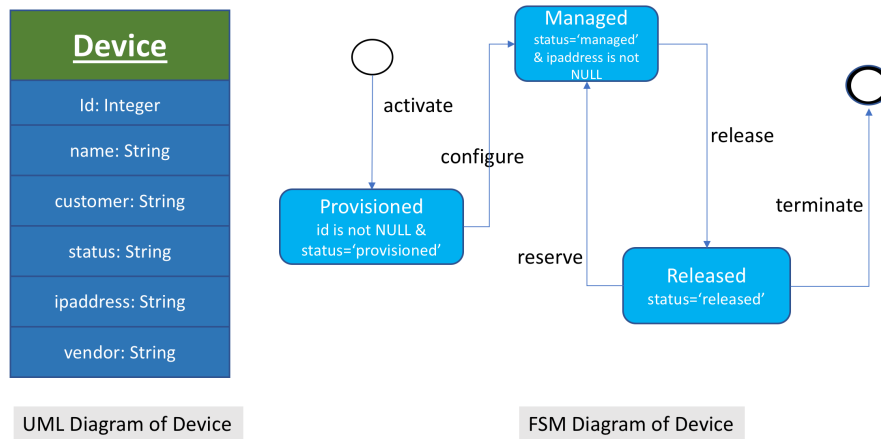 Device
Id: Integer
name: String
customer: String
status: String
ipaddress: String
vendor: String
UML Diagram of Device
activate
Provisioned
id is not NULL &
status=‘provisioned’
configure
Managed
status=‘managed’
& ipaddress is not
NULL
release
reserve
Released
status=‘released’
terminate
FSM Diagram of Device